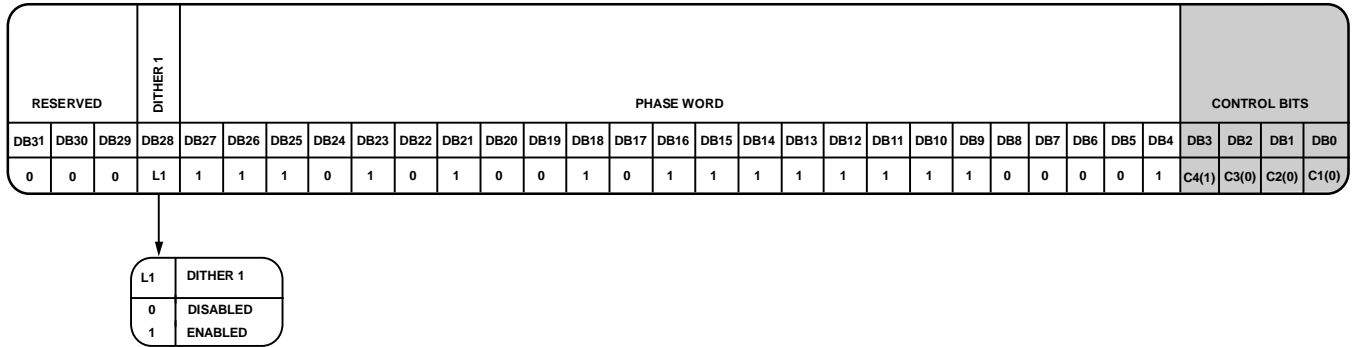 RESERVED DITHER 1 PHASE WORD CONTROL BITS
DB31 DB30 DB29 DB28 DB27 DB26 DB25 DB24 DB23 DB22 DB21 DB20 DB19 DB18 DB17 DB16 DB15 DB14 DB13 DB12 DB11 DB10 DB9 DB8 DB7 DB6 DB5 DB4 DB3 DB2 DB1 DB0
0 0 0 L1 1 1 1 0 1 0 1 0 0 1 0 1 1 1 1 1 1 1 1 0 0 0 0 1 C4(1) C3(0) C2(0) C1(0)
L1 DITHER 1
0 DISABLED
1 ENABLED